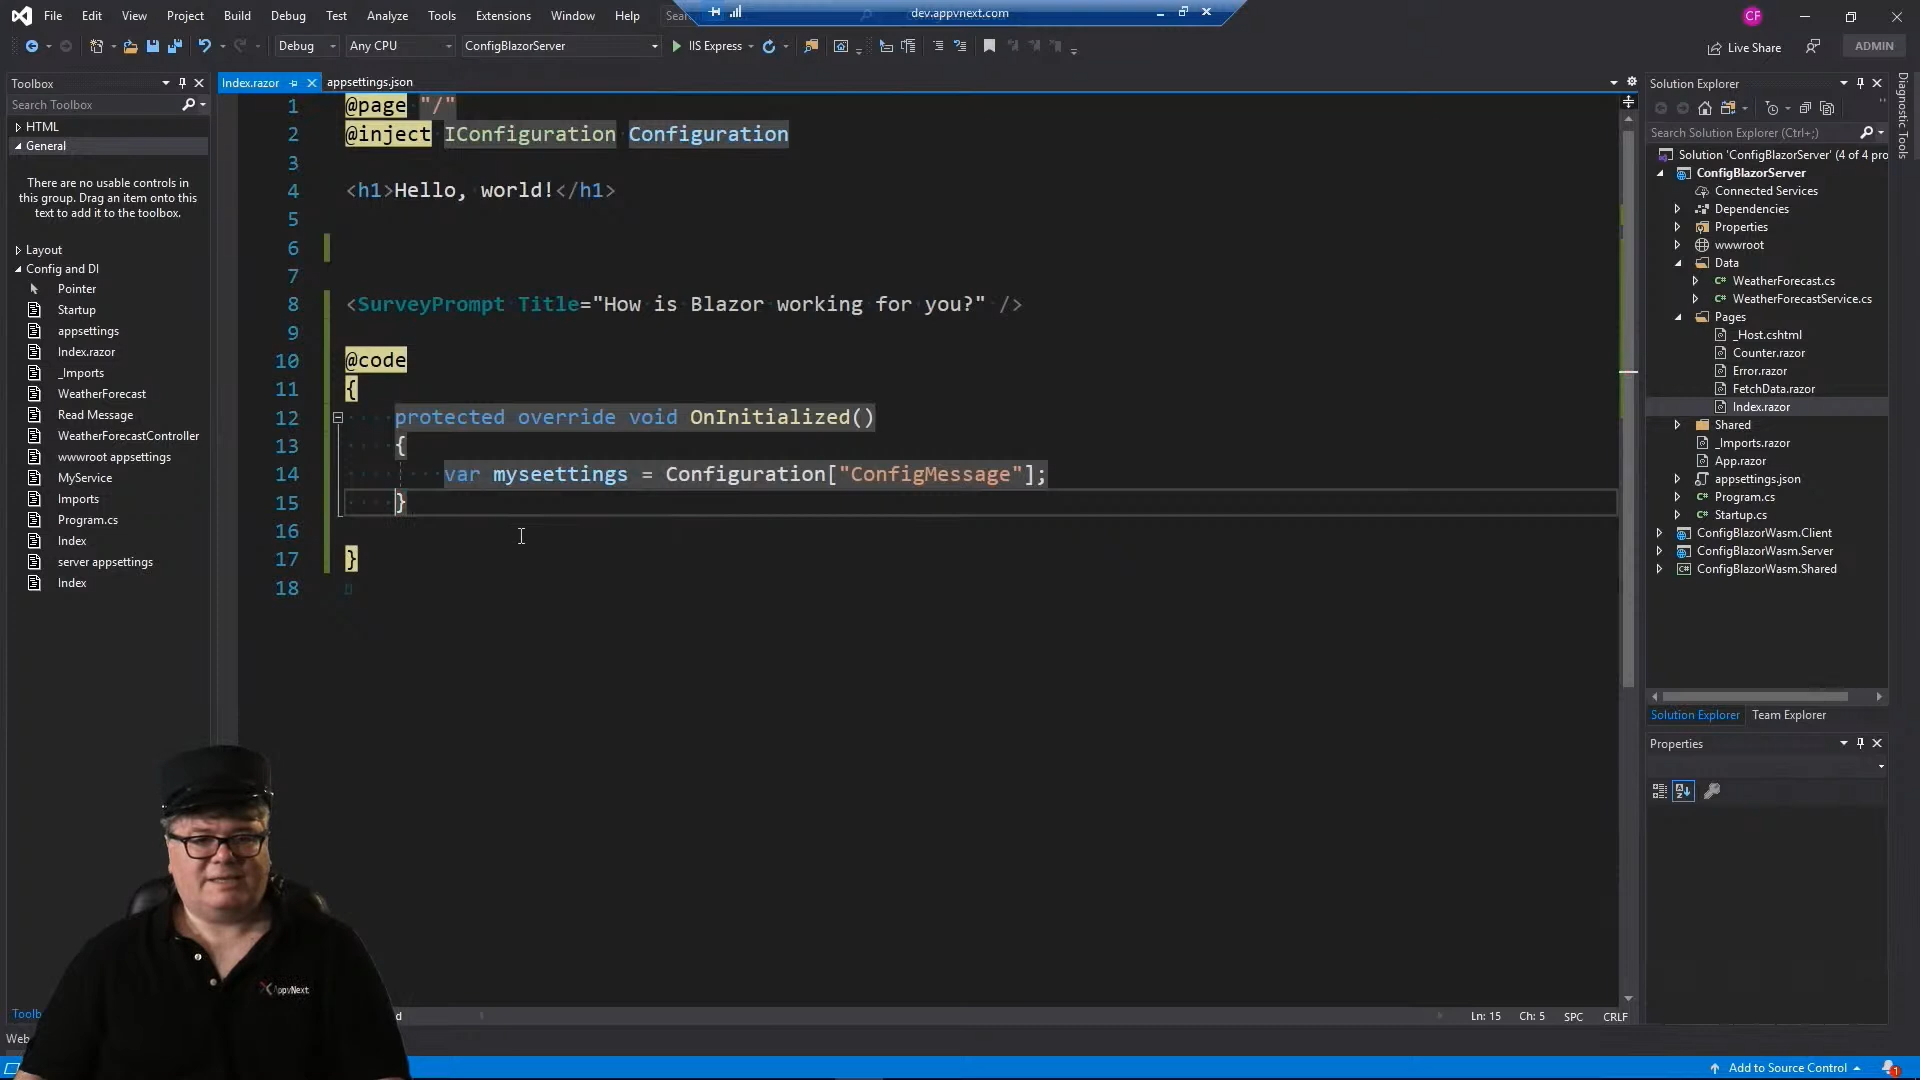 File Edit View Project Build Debug Test Analyze Tools Extensions Window Help Sea
dev.appvnext.com
CF
Debug Any CPU ConfigBlazorServer IIS Express
Live Share
ADMIN
Toolbox
Search Toolbox
HTML
General
There are no usable controls in
this group. Drag an item onto this
text to add it to the toolbox.
Layout
Config and DI
Pointer
Startup
appsettings
Index.razor
_Imports
WeatherForecast
Read Message
WeatherForecastController
wwwroot appsettings
MyService
Imports
Program.cs
Index
server appsettings
Index
Toolb
Web
Index.razor appsettings.json
1 @page "/"
2 @inject IConfiguration Configuration
3
4 <h1>Hello, world!</h1>
5
6
7
8 <SurveyPrompt Title="How is Blazor working for you?" />
9
10 @code
11 {
12 protected override void OnInitialized()
13 {
14 var myseettings = Configuration["ConfigMessage"];
15 }
16
17 }
18
AppvNext
d
Ln: 15 Ch: 5 SPC CRLF
Solution Explorer
Search Solution Explorer (Ctrl+;)
Solution 'ConfigBlazorServer' (4 of 4 pro
ConfigBlazorServer
Connected Services
Dependencies
Properties
wwwroot
Data
C# WeatherForecast.cs
C# WeatherForecastService.cs
Pages
_Host.cshtml
Counter.razor
Error.razor
FetchData.razor
Index.razor
Shared
_Imports.razor
App.razor
appsettings.json
C# Program.cs
C# Startup.cs
ConfigBlazorWasm.Client
ConfigBlazorWasm.Server
C# ConfigBlazorWasm.Shared
Solution Explorer Team Explorer
Properties
Diagnostic Tools
Add to Source Control
1